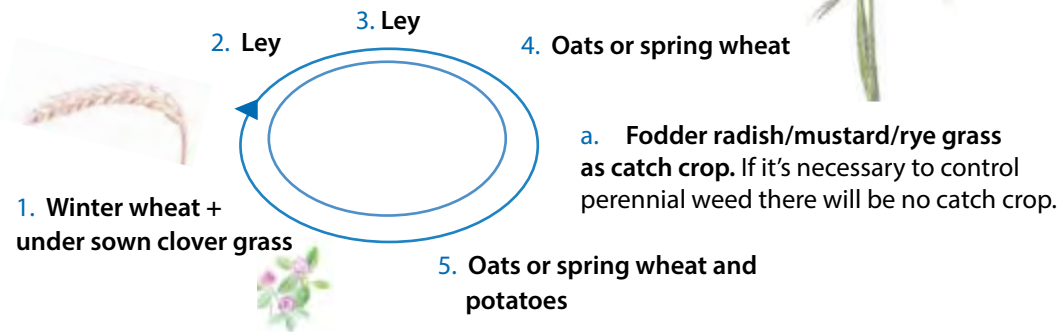 1. Winter wheat +
under sown clover grass
2. Ley
3. Ley
4. Oats or spring wheat
a. Fodder radish/mustard/rye grass
as catch crop. If it's necessary to control
perennial weed there will be no catch crop.
5. Oats or spring wheat and
potatoes